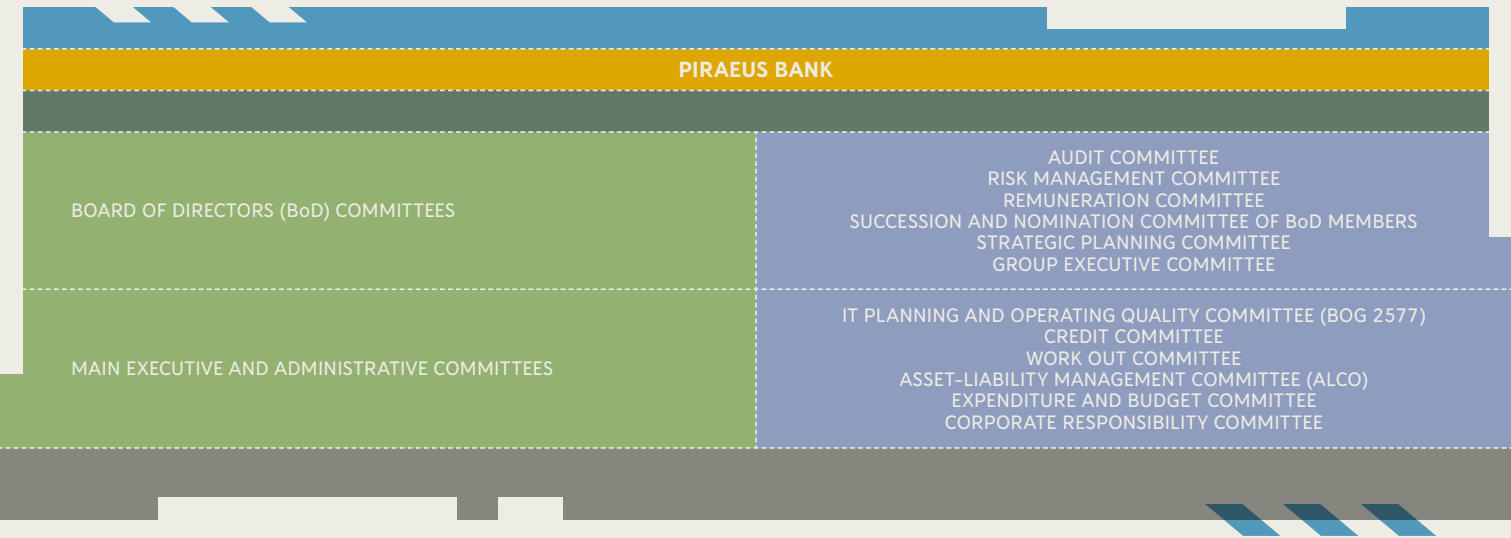 PIRAEUS BANK
BOARD OF DIRECTORS (BoD) COMMITTEES
AUDIT COMMITTEE
RISK MANAGEMENT COMMITTEE
REMUNERATION COMMITTEE
SUCCESSION AND NOMINATION COMMITTEE OF BoD MEMBERS
STRATEGIC PLANNING COMMITTEE
GROUP EXECUTIVE COMMITTEE
MAIN EXECUTIVE AND ADMINISTRATIVE COMMITTEES
IT PLANNING AND OPERATING QUALITY COMMITTEE (BOG 2577)
CREDIT COMMITTEE
WORK OUT COMMITTEE
ASSET-LIABILITY MANAGEMENT COMMITTEE (ALCO)
EXPENDITURE AND BUDGET COMMITTEE
CORPORATE RESPONSIBILITY COMMITTEE